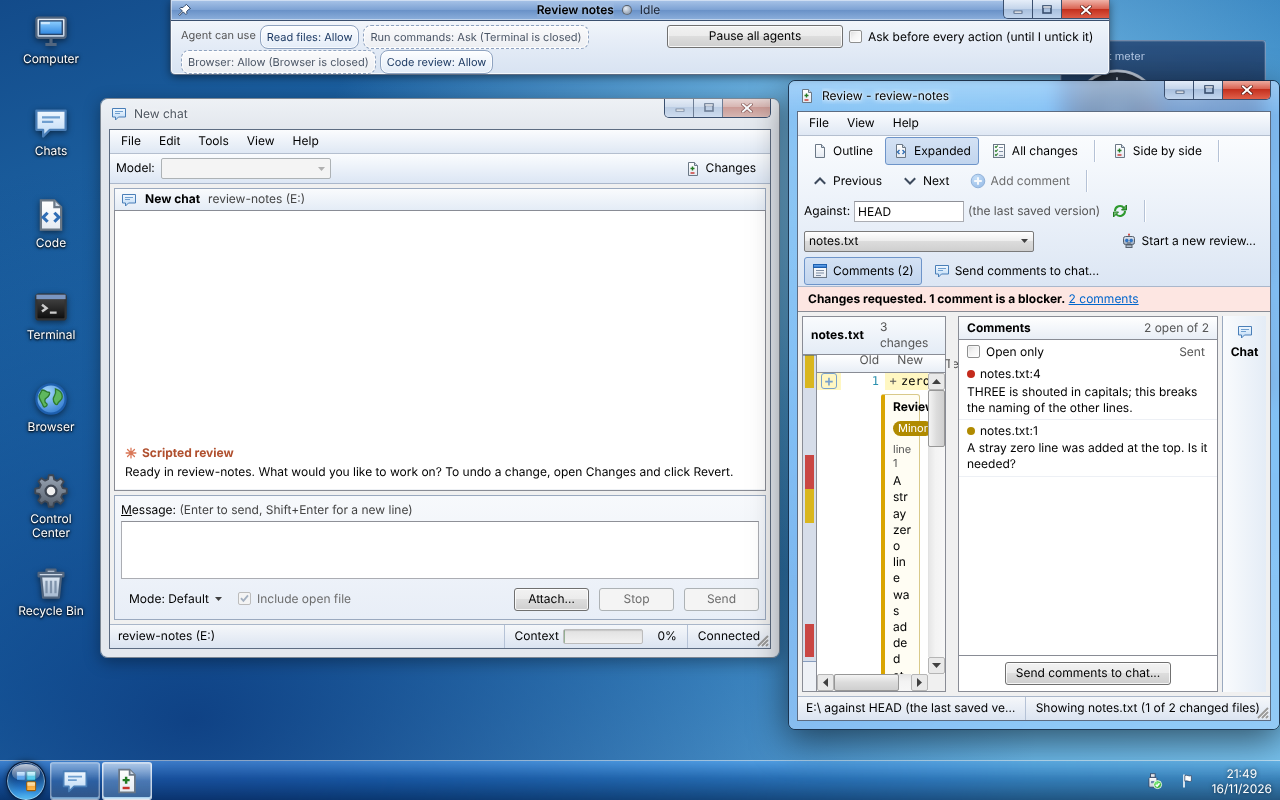 Review notes Idle
Agent can use Read files: Allow Run commands: Ask (Terminal is closed)
Browser: Allow (Browser is closed) Code review: Allow
Pause all agents Ask before every action (until I untick it)
meter
Computer
Chats
Code
Terminal
Browser
Control
Center
Recycle Bin
New chat
File Edit Tools View Help
Model: Changes
New chat review-notes (E:)
Scripted review
Ready in review-notes. What would you like to work on? To undo a change, open Changes and click Revert.
Message: (Enter to send, Shift+Enter for a new line)
Mode: Default Include open file Attach... Stop Send
review-notes (E:) Context 0% Connected
Review - review-notes
File View Help
Outline Expanded All changes Side by side
Previous Next Add comment
Against: HEAD (the last saved version)
notes.txt Start a new review...
Comments (2) Send comments to chat...
Changes requested. 1 comment is a blocker. 2 comments
notes.txt 3
changes
Old New
+ 1 + zero
Review
Minor
line
1
A
str
ay
zer
o
lin
e
wa
s
ad
de
d
Comments 2 open of 2
Open only Sent
notes.txt:4
THREE is shouted in capitals; this breaks
the naming of the other lines.
notes.txt:1
A stray zero line was added at the top. Is it
needed?
Send comments to chat...
Chat
E:\ against HEAD (the last saved ve... Showing notes.txt (1 of 2 changed files)
21:49
16/11/2026